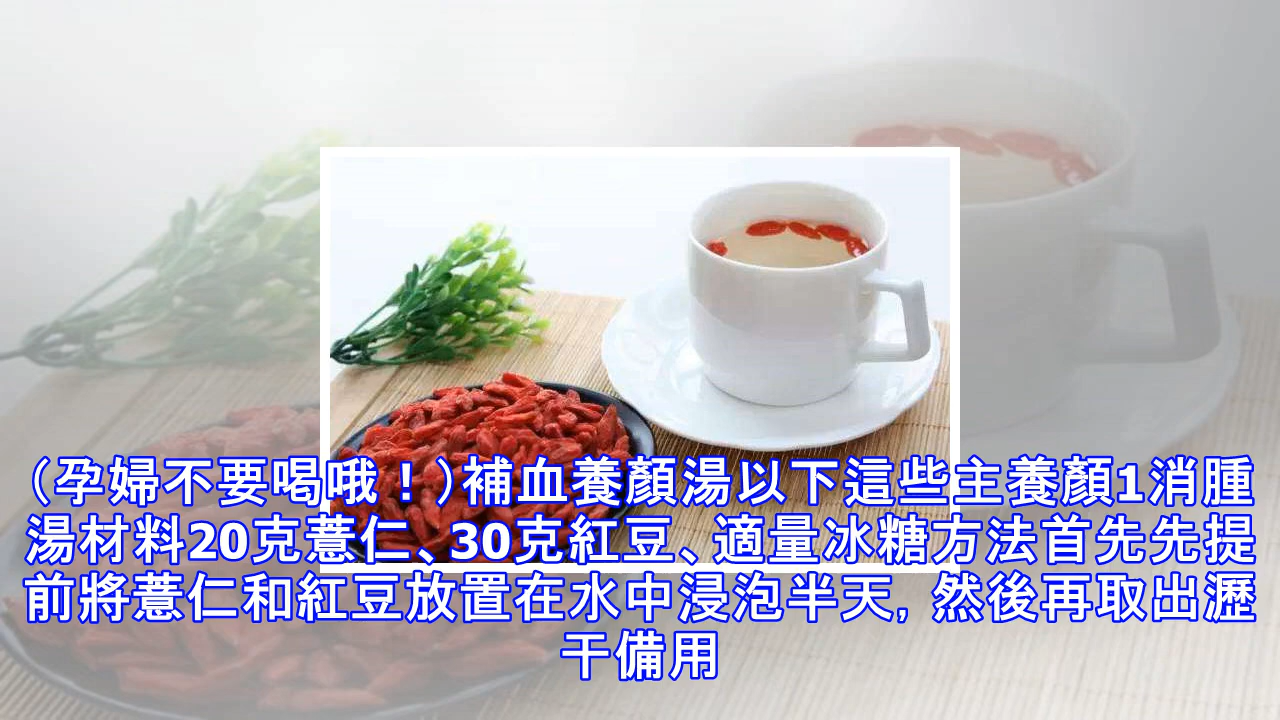 (孕婦不要喝哦！)補血養顏湯以下這些主養顏1消腫
湯材料20克薏仁、30克紅豆、適量冰糖方法首先先提
前將薏仁和紅豆放置在水中浸泡半天，然後再取出瀝
干備用